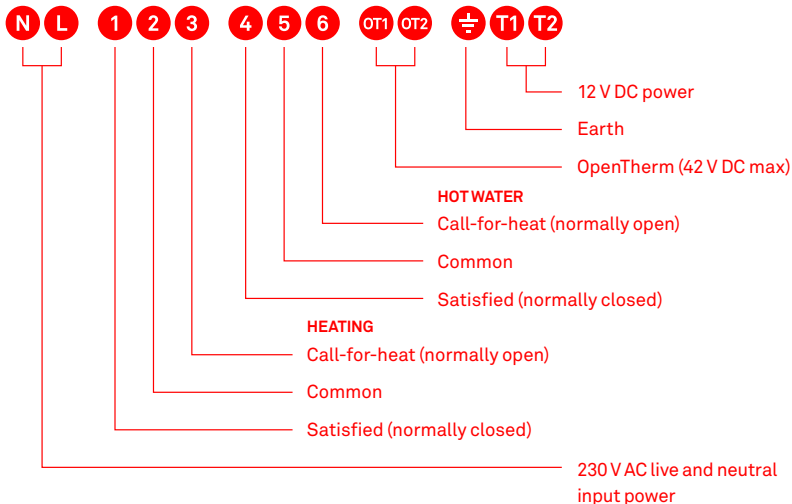 N L 1 2 3 4 5 6 OT1 OT2 ⏚ T1 T2
12 V DC power
Earth
OpenTherm (42 V DC max)
HOT WATER
Call-for-heat (normally open)
Common
Satisfied (normally closed)
HEATING
Call-for-heat (normally open)
Common
Satisfied (normally closed)
230 V AC live and neutral
input power